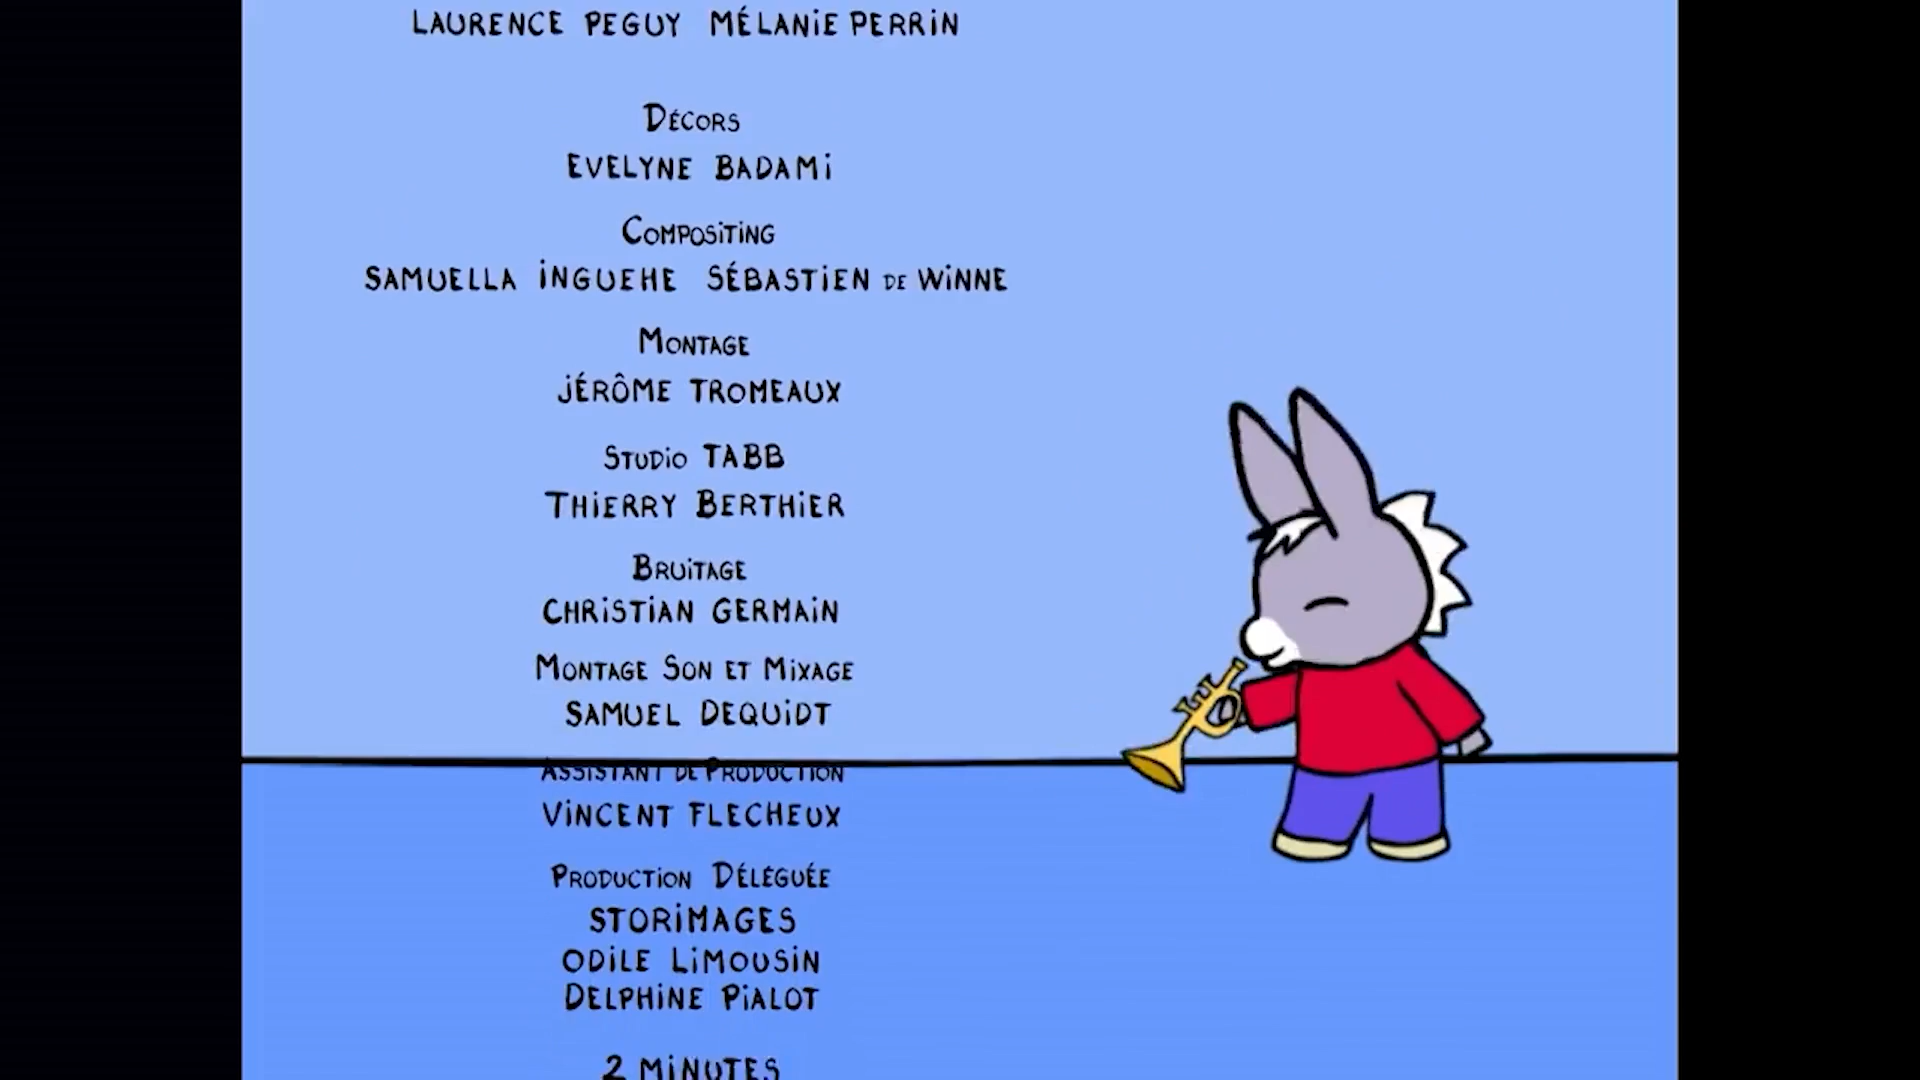 LAURENCE PEGUY MÉLANiE PERRiN
DÉCORS
EVELYNE BADAMi
COMPOSiTiNG
SAMUELLA iNGUEHE SÉBASTiEN DE WiNNE
MONTAGE
jÉRÔME TROMEAUX
STUDiO TABB
THiERRY BERTHiER
BRUiTAGE
CHRiSTiAN GERMAiN
MONTAGE SON ET MiXAGE
SAMUEL DEQUiDT
ASSISTANT DE PRODUCTION
ViNCENT FLECHEUX
PRODUCTiON DÉLÉGUÉE
STORiMAGES
ODiLE LiMOUSiN
DELPHiNE PiALOT
2 MiNUTES